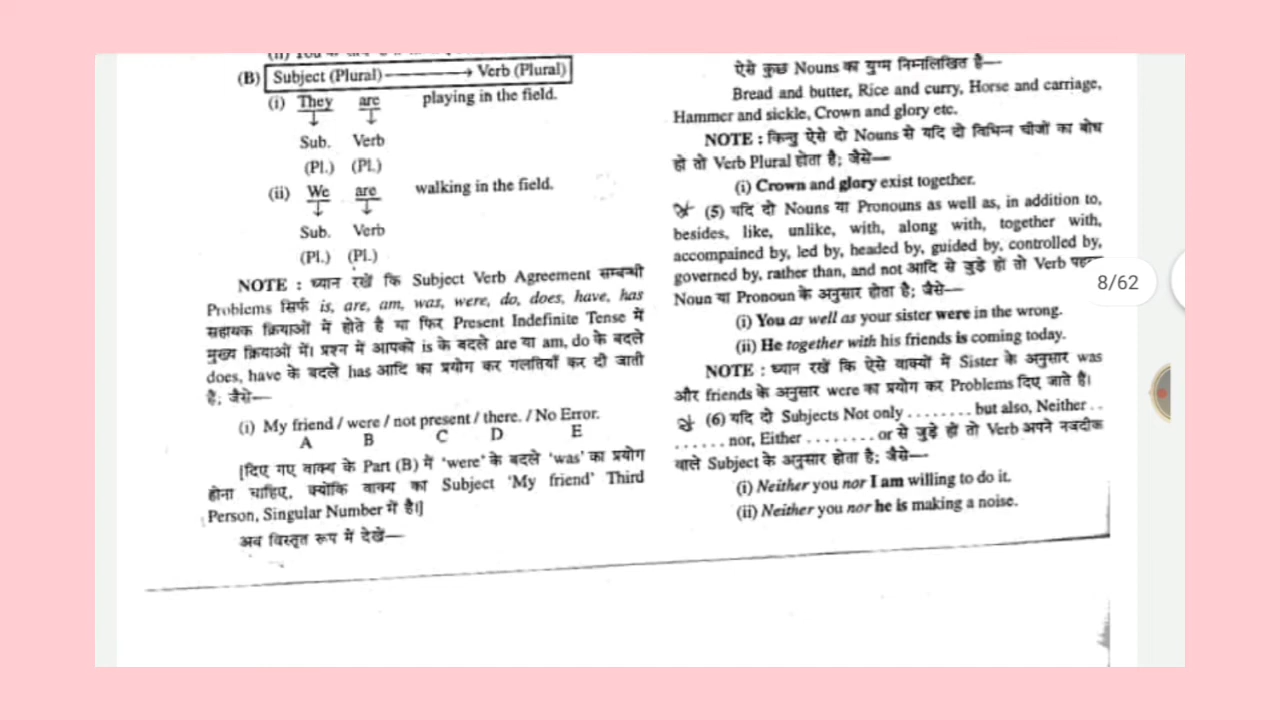 (B) Subject (Plural) → Verb (Plural)
(i) They are playing in the field.
Sub. Verb
(Pl.) (Pl.)
(ii) We are walking in the field.
Sub. Verb
(Pl.) (Pl.)
NOTE : ध्यान रखें कि Subject Verb Agreement सम्बन्धी
Problems सिर्फ is, are, am, was, were, do, does, have, has
सहायक क्रियाओं में होते है या फिर Present Indefinite Tense में
मुख्य क्रियाओं में। प्रश्न में आपको is के बदले are या am, do के बदले
does, have के बदले has आदि का प्रयोग कर गलतियाँ कर दी जाती
है; जैसे—
(i) My friend / were / not present / there. / No Error.
A B C D E
[दिए गए वाक्य के Part (B) में 'were' के बदले 'was' का प्रयोग
होना चाहिए, क्योंकि वाक्य का Subject 'My friend' Third
Person, Singular Number में है।]
अब विस्तृत रूप में देखें—
ऐसे कुछ Nouns का युग्म निम्नलिखित है—
Bread and butter, Rice and curry, Horse and carriage,
Hammer and sickle, Crown and glory etc.
NOTE : किन्तु ऐसे दो Nouns से यदि दो विभिन्न चीजों का बोध
हो तो Verb Plural होता है; जैसे—
(i) Crown and glory exist together.
(5) यदि दो Nouns या Pronouns as well as, in addition to,
besides, like, unlike, with, along with, together with,
accompained by, led by, headed by, guided by, controlled by,
governed by, rather than, and not आदि से जुड़े हों तो Verb
Noun या Pronoun के अनुसार होता है; जैसे—
(i) You as well as your sister were in the wrong.
(ii) He together with his friends is coming today.
NOTE : ध्यान रखें कि ऐसे वाक्यों में Sister के अनुसार was
और friends के अनुसार were का प्रयोग कर Problems दिए जाते हैं।
(6) यदि दो Subjects Not only ........ but also, Neither ..
...... nor, Either ........ or से जुड़े हों तो Verb अपने नजदीक
वाले Subject के अनुसार होता है; जैसे—
(i) Neither you nor I am willing to do it.
(ii) Neither you nor he is making a noise.
8/62